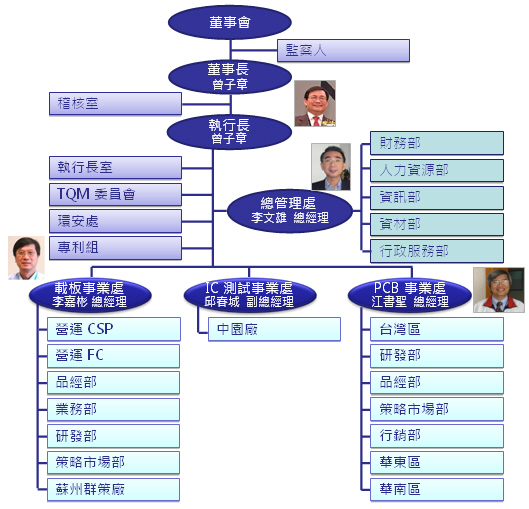 董事會
監察人
董事長
曾子章
稽核室
執行長
曾子章
財務部
執行長室
人力資源部
TQM 委員會
總管理處
李文雄 總經理
資訊部
環安處
資材部
專利組
行政服務部
載板事業處
李嘉彬 總經理
IC 測試事業處
邱春城 副總經理
PCB 事業處
江書聖 總經理
營運 CSP
中園廠
台灣區
營運 FC
研發部
品經部
品經部
業務部
策略市場部
研發部
行銷部
策略市場部
華東區
蘇州群策廠
華南區